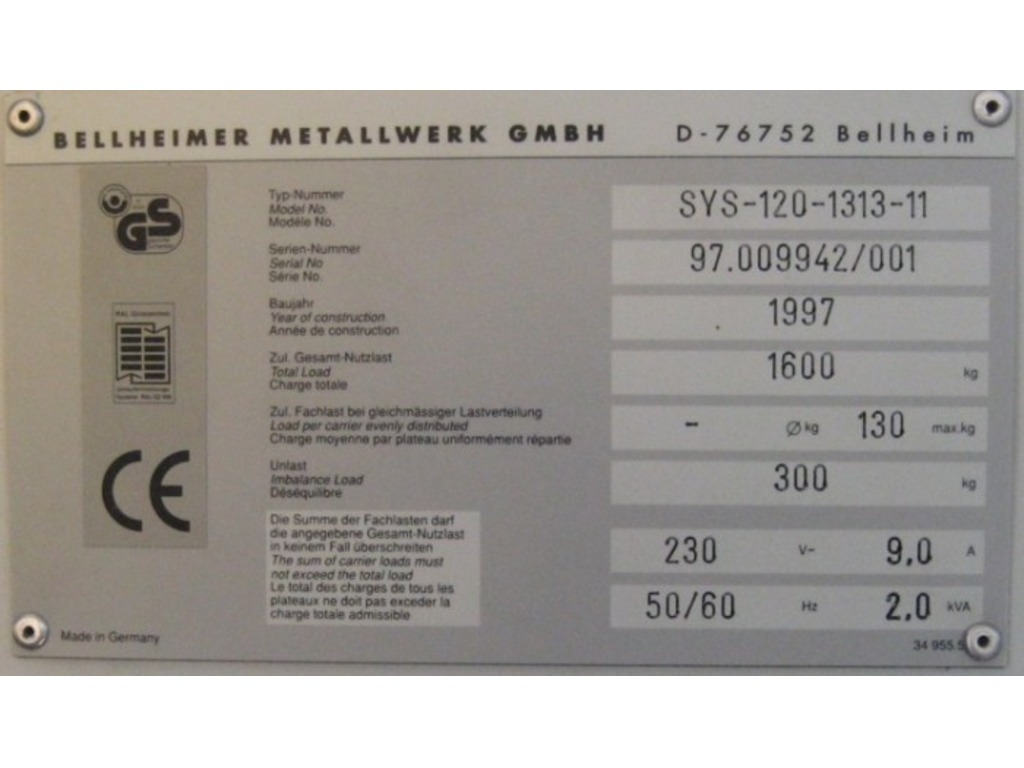 BELLHEIMER METALLWERK GMBH D-76752 Bellheim
GS
Typ-Nummer
Model No.
Modèle No.
SYS-120-1313-11
Serien-Nummer
Serial No
Série No.
97.009942/001
Baujahr
Year of construction
Année de construction
1997
Zul. Gesamt-Nutzlast
Total Load
Charge totale
1600 kg
Zul. Fachlast bei gleichmässiger Lastverteilung
Load per carrier evenly distributed
Charge moyenne par plateau uniformément répartie
- Ø kg 130 max.kg
Unlast
Imbalance Load
Déséquilibre
300 kg
CE
Die Summe der Fachlasten darf
die angegebene Gesamt-Nutzlast
in keinem Fall überschreiten
The sum of carrier loads must
not exceed the total load
Le total des charges de tous les
plateaux ne doit pas exceder la
charge totale admissible
230 V~ 9,0 A
50/60 Hz 2,0 kVA
Made in Germany
34 955.5